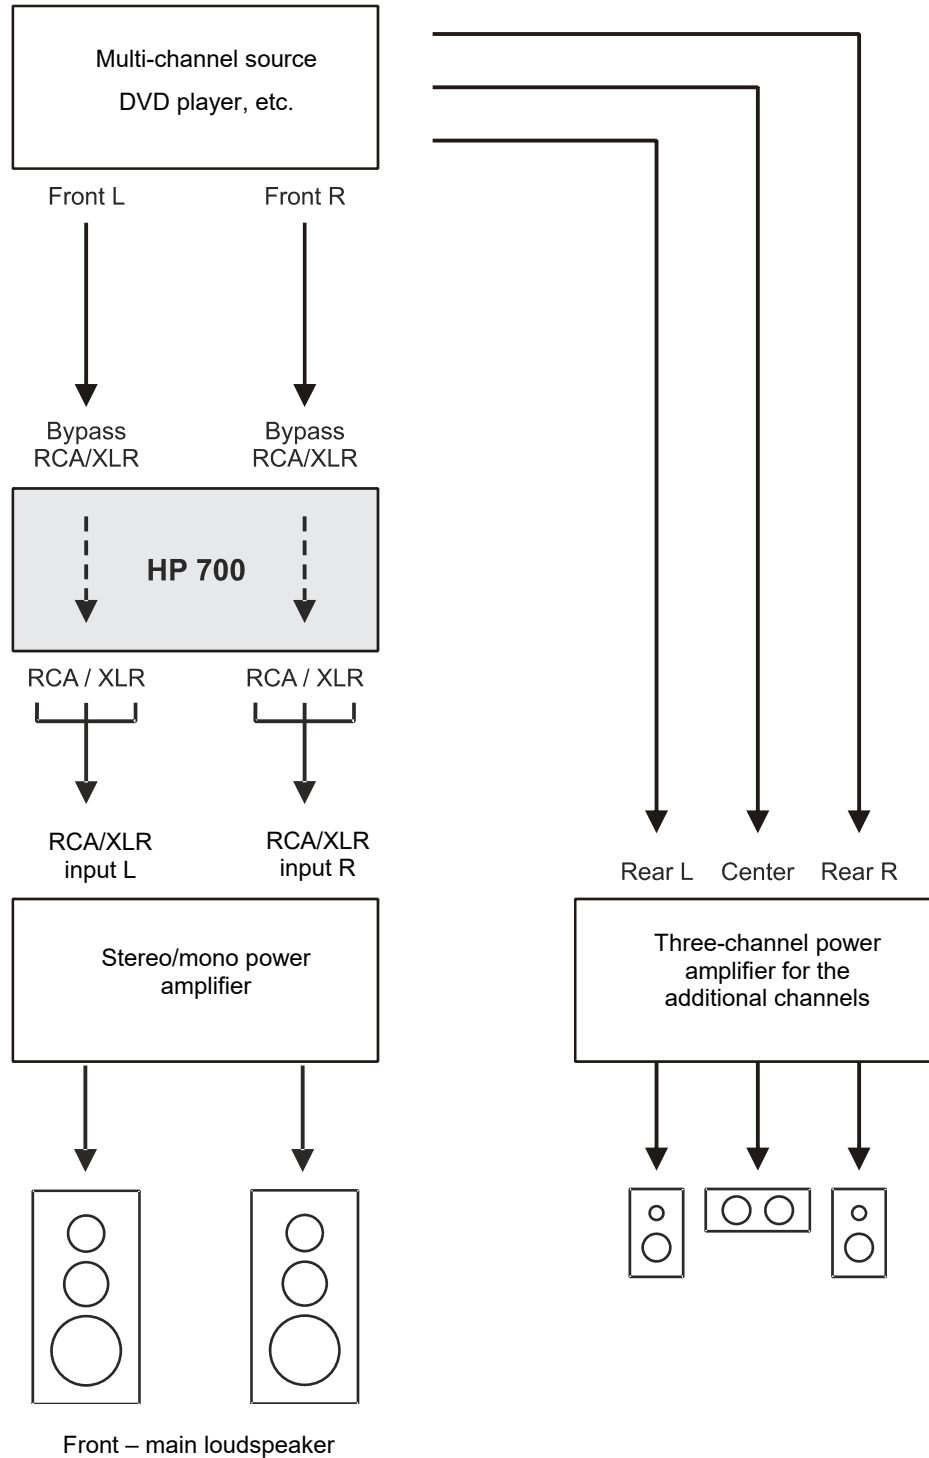 Multi-channel source
DVD player, etc.
Front L
Front R
Bypass
RCA/XLR
Bypass
RCA/XLR
HP 700
RCA / XLR
RCA / XLR
RCA/XLR
input L
RCA/XLR
input R
Rear L
Center
Rear R
Stereo/mono power
amplifier
Three-channel power
amplifier for the
additional channels
Front – main loudspeaker